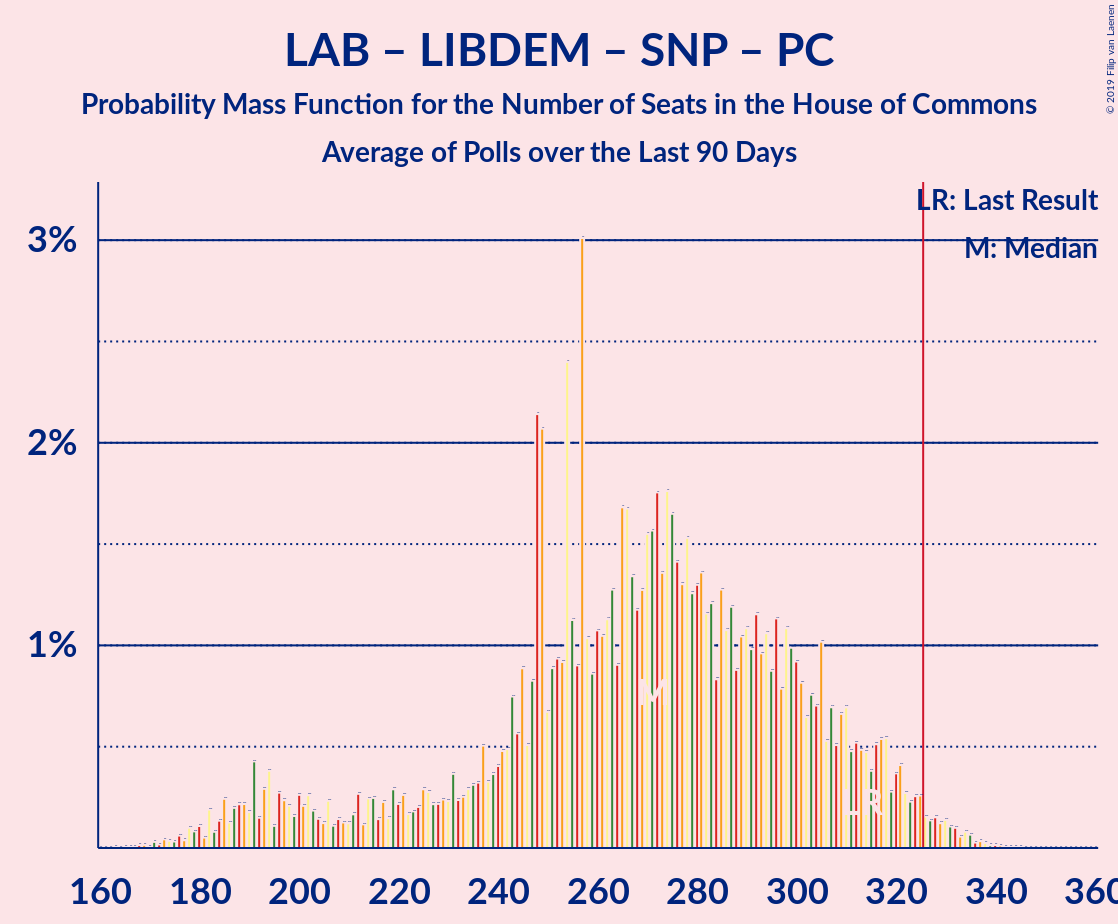 LAB – LIBDEM – SNP – PC
Probability Mass Function for the Number of Seats in the House of Commons
Average of Polls over the Last 90 Days
© 2019 Filip van Laenen
LR: Last Result
M: Median
3%
2%
1%
M
LR
160 180 200 220 240 260 280 300 320 340 360